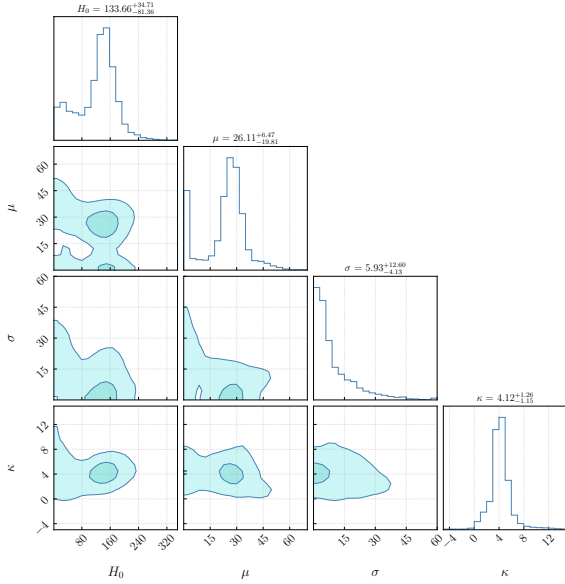 H₀ = 133.66⁺³⁴·⁷¹₋₈₁.₃₆
μ = 26.11⁺⁶·⁴⁷₋₁₉.₈₁
μ
60
45
30
15
σ = 5.93⁺¹²·⁶⁰₋₄.₁₃
σ
60
45
30
15
κ = 4.12⁺¹·²⁶₋₁.₁₅
κ
12
8
4
0
−4
80 160 240 320
15 30 45 60
15 30 45 60
−4 0 4 8 12
H₀ μ σ κ